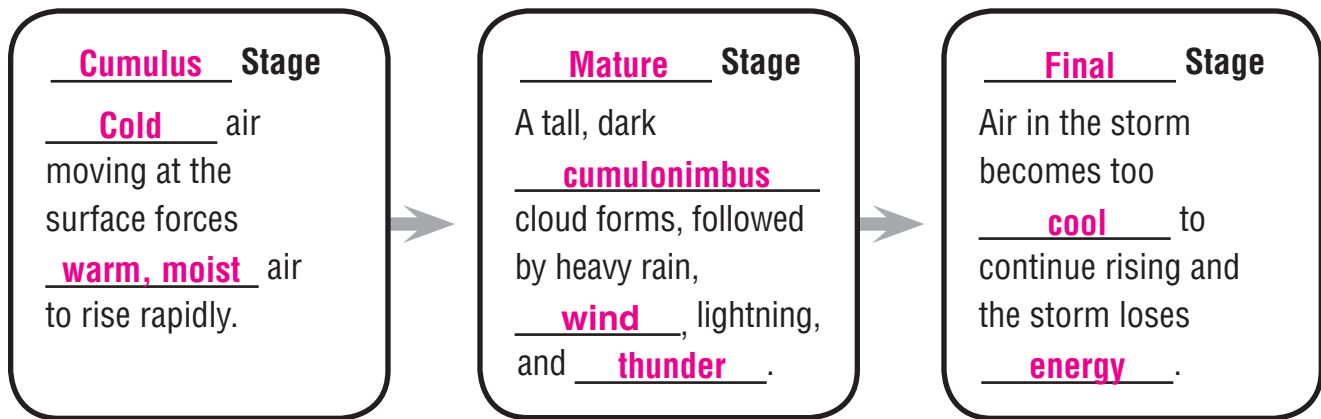 Cumulus Stage
Cold air
moving at the
surface forces
warm, moist air
to rise rapidly.
Mature Stage
A tall, dark
cumulonimbus
cloud forms, followed
by heavy rain,
wind, lightning,
and thunder.
Final Stage
Air in the storm
becomes too
cool to
continue rising and
the storm loses
energy.